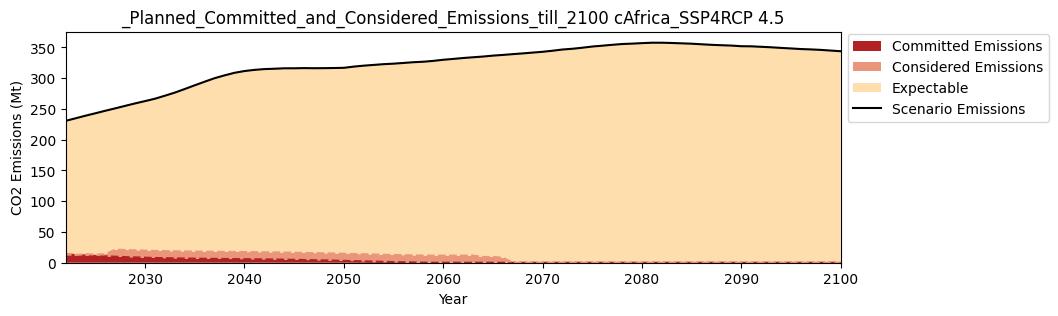 _Planned_Committed_and_Considered_Emissions_till_2100 cAfrica_SSP4RCP 4.5
Committed Emissions
Considered Emissions
Expectable
Scenario Emissions
CO2 Emissions (Mt)
350
300
250
200
150
100
50
0
2030 2040 2050 2060 2070 2080 2090 2100
Year